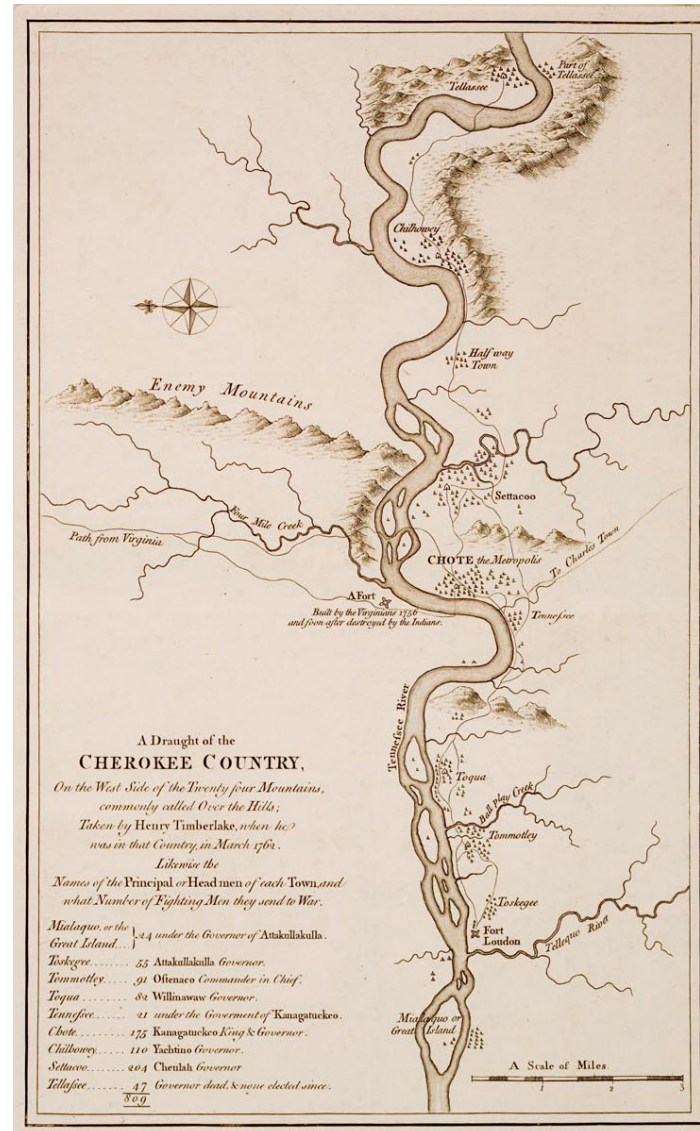 Tellassee
Part of
Tellassee
Chilhowey
Half way
Town
Enemy Mountains
Settacoo
Four Mile Creek
Path from Virginia
CHOTE the Metropolis
To Charles Town
A Fort
Built by the Virginians 1756
and soon after destroyed by the Indians.
Tenneſsee
Tenneſsee River
Toqua
Ball play Creek
Tommotley
Toskegee
Fort
Loudon
Tellequo River
Mialaquo or
Great Island
A Draught of the
CHEROKEE COUNTRY,
On the West Side of the Twenty four Mountains,
commonly called Over the Hills;
Taken by Henry Timberlake, when he
was in that Country, in March 1762.
Likewise the
Names of the Principal or Head men of each Town, and
what Number of Fighting Men they send to War.
Mialaquo, or the
Great Island.... } .24 under the Governor of Attakullakulla.
Toskegee....... 55 Attakullakulla Governor.
Tommotley..... 91 Oſtenaco Commander in Chief.
Toqua......... 82 Willinawaw Governor.
Tenneſsee....... 21 under the Goverment of Kanagatuckco.
Chote......... 175 Kanagatuckco King & Governor.
Chilhowey..... 110 Yachtino Governor.
Settacoo....... 204 Cheulah Governor
Tellaſsee........ 47 Governor dead, & none elected since.
809
A Scale of Miles.
1 2 3